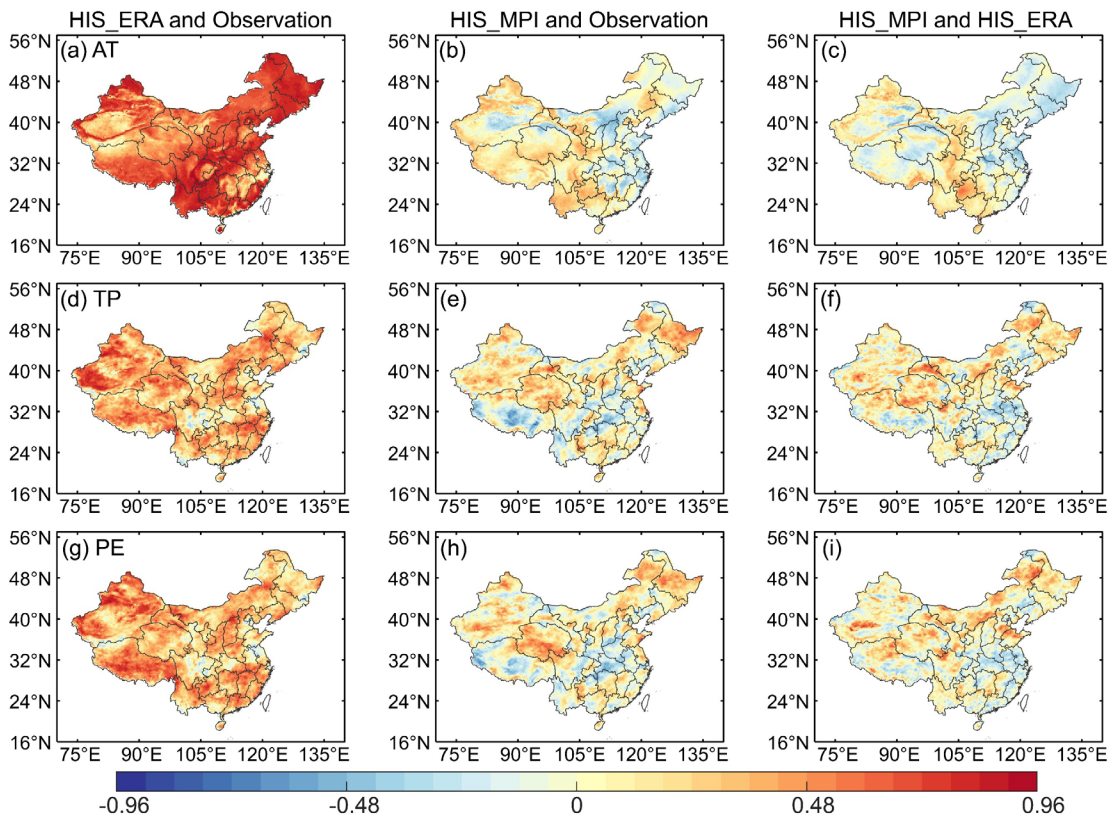 HIS_ERA and Observation HIS_MPI and Observation HIS_MPI and HIS_ERA
56°N (a) AT 56°N (b) 56°N (c)
48°N 48°N 48°N
40°N 40°N 40°N
32°N 32°N 32°N
24°N 24°N 24°N
16°N 16°N 16°N
75°E 90°E 105°E 120°E 135°E 75°E 90°E 105°E 120°E 135°E 75°E 90°E 105°E 120°E 135°E
56°N (d) TP 56°N (e) 56°N (f)
48°N 48°N 48°N
40°N 40°N 40°N
32°N 32°N 32°N
24°N 24°N 24°N
16°N 16°N 16°N
75°E 90°E 105°E 120°E 135°E 75°E 90°E 105°E 120°E 135°E 75°E 90°E 105°E 120°E 135°E
56°N (g) PE 56°N (h) 56°N (i)
48°N 48°N 48°N
40°N 40°N 40°N
32°N 32°N 32°N
24°N 24°N 24°N
16°N 16°N 16°N
75°E 90°E 105°E 120°E 135°E 75°E 90°E 105°E 120°E 135°E 75°E 90°E 105°E 120°E 135°E
-0.96 -0.48 0 0.48 0.96